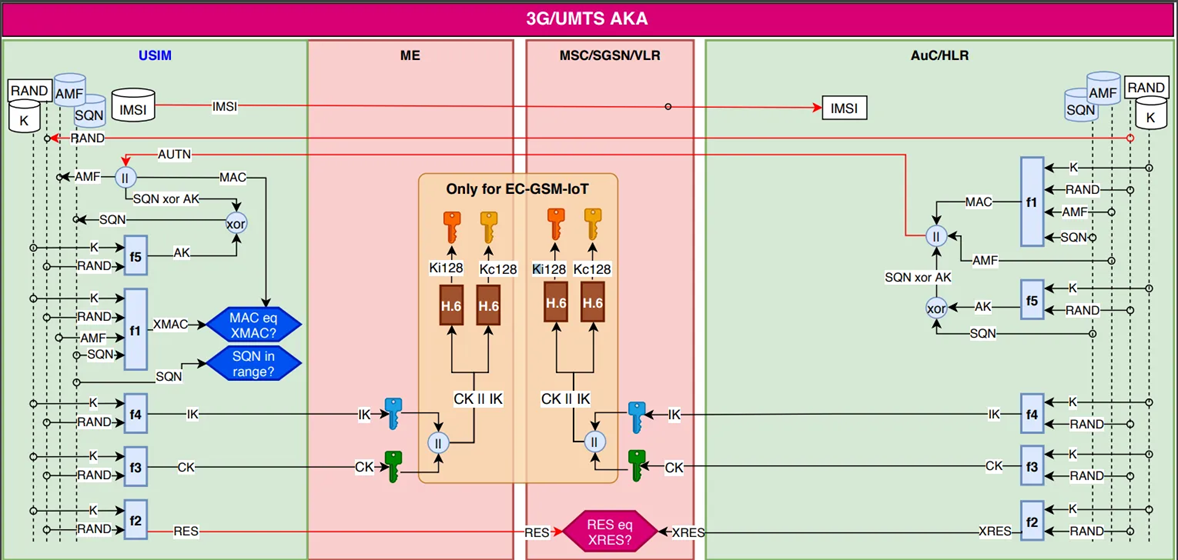 3G/UMTS AKA
USIM
ME
MSC/SGSN/VLR
AuC/HLR
RAND
AMF
K
SQN
IMSI
IMSI
IMSI
AMF
RAND
SQN
K
RAND
AUTN
AMF
II
MAC
SQN xor AK
SQN
xor
K
RAND
f5
AK
K
RAND
AMF
SQN
f1
XMAC
MAC eq
XMAC?
SQN
SQN in
range?
K
RAND
f4
IK
IK
K
RAND
f3
CK
CK
K
RAND
f2
RES
RES
Only for EC-GSM-IoT
Ki128
Kc128
Ki128
Kc128
H.6
H.6
H.6
H.6
CK II IK
CK II IK
II
II
IK
CK
RES eq
XRES?
XRES
MAC
f1
K
RAND
AMF
SQN
II
AMF
SQN xor AK
xor
AK
f5
K
RAND
SQN
IK
f4
K
RAND
CK
f3
K
RAND
XRES
f2
K
RAND